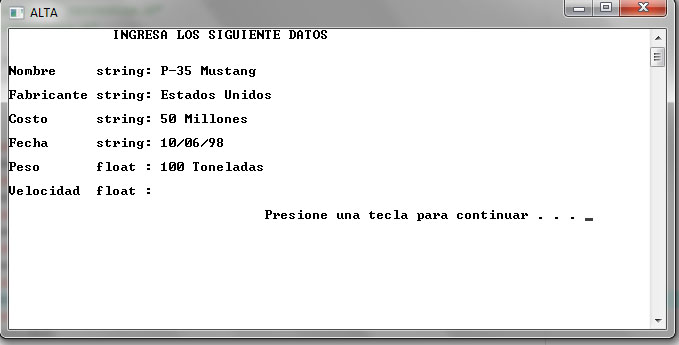 ALTA
INGRESA LOS SIGUIENTE DATOS
Nombre string: P-35 Mustang
Fabricante string: Estados Unidos
Costo string: 50 Millones
Fecha string: 10/06/98
Peso float : 100 Toneladas
Velocidad float :
Presione una tecla para continuar . . .